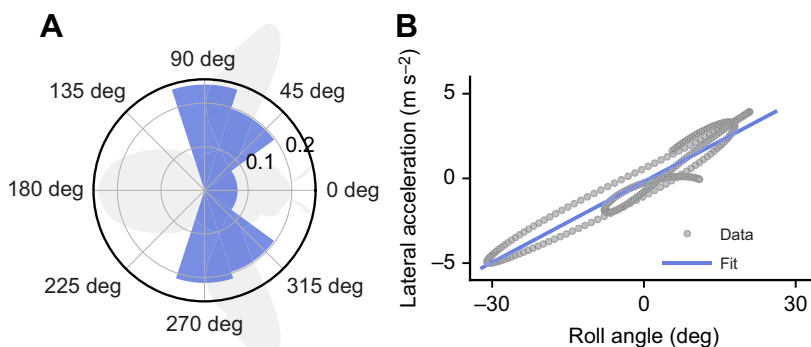 A
90 deg
135 deg
45 deg
0.2
0.1
180 deg
0 deg
225 deg
315 deg
270 deg
B
Lateral acceleration (m s–2)
5
0
–5
Data
Fit
–30
0
30
Roll angle (deg)